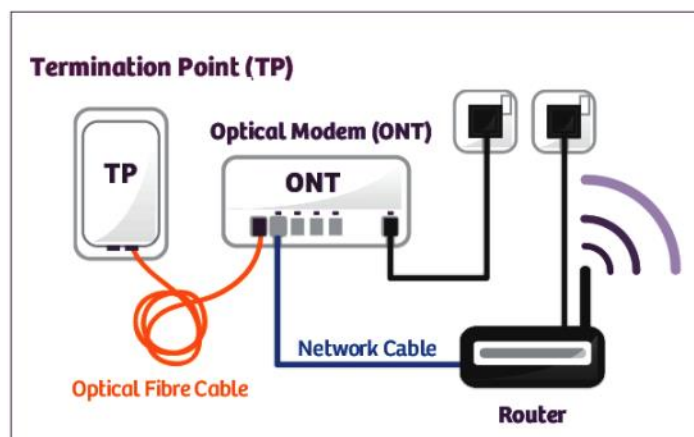 Termination Point (TP)
Optical Modem (ONT)
TP
ONT
Network Cable
Optical Fibre Cable
Router